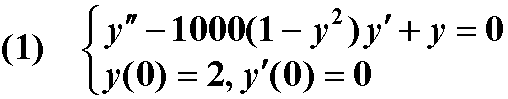 (1) { y″ − 1000(1 − y²)y′ + y = 0
y(0) = 2, y′(0) = 0